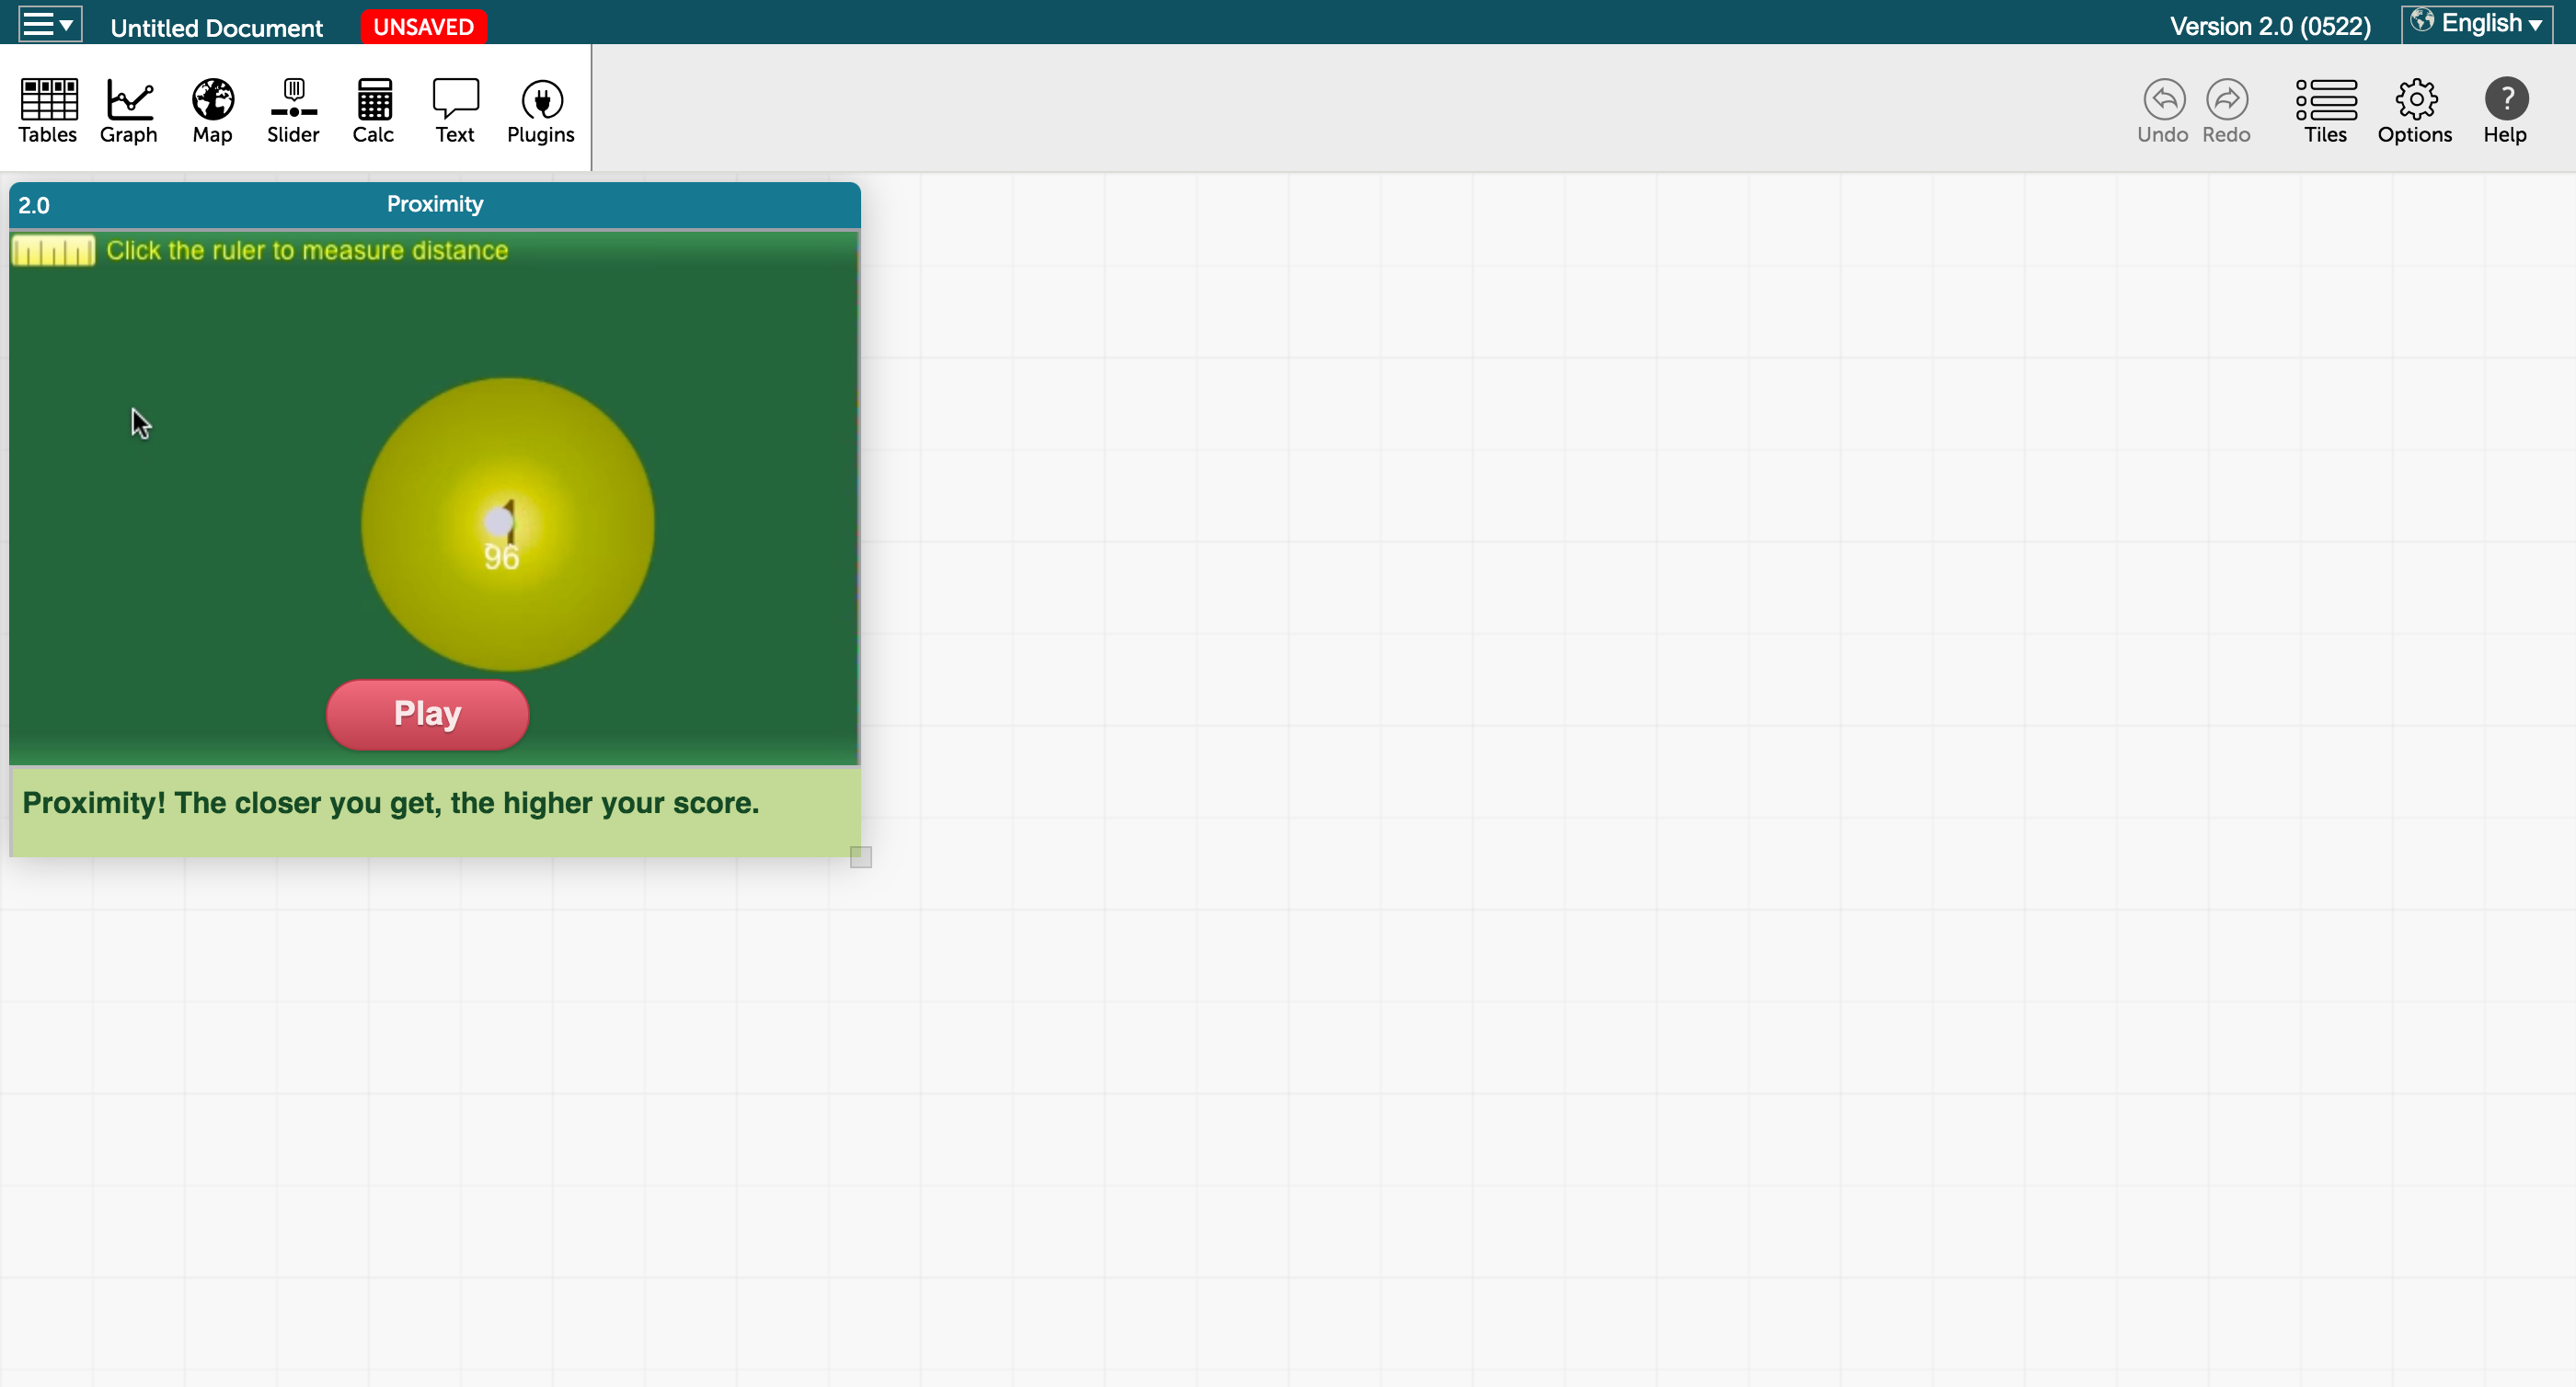 Untitled Document UNSAVED Version 2.0 (0522) English
Tables Graph Map Slider Calc Text Plugins Undo Redo Tiles Options ? Help
2.0 Proximity
Click the ruler to measure distance
1
96
Play
Proximity! The closer you get, the higher your score.